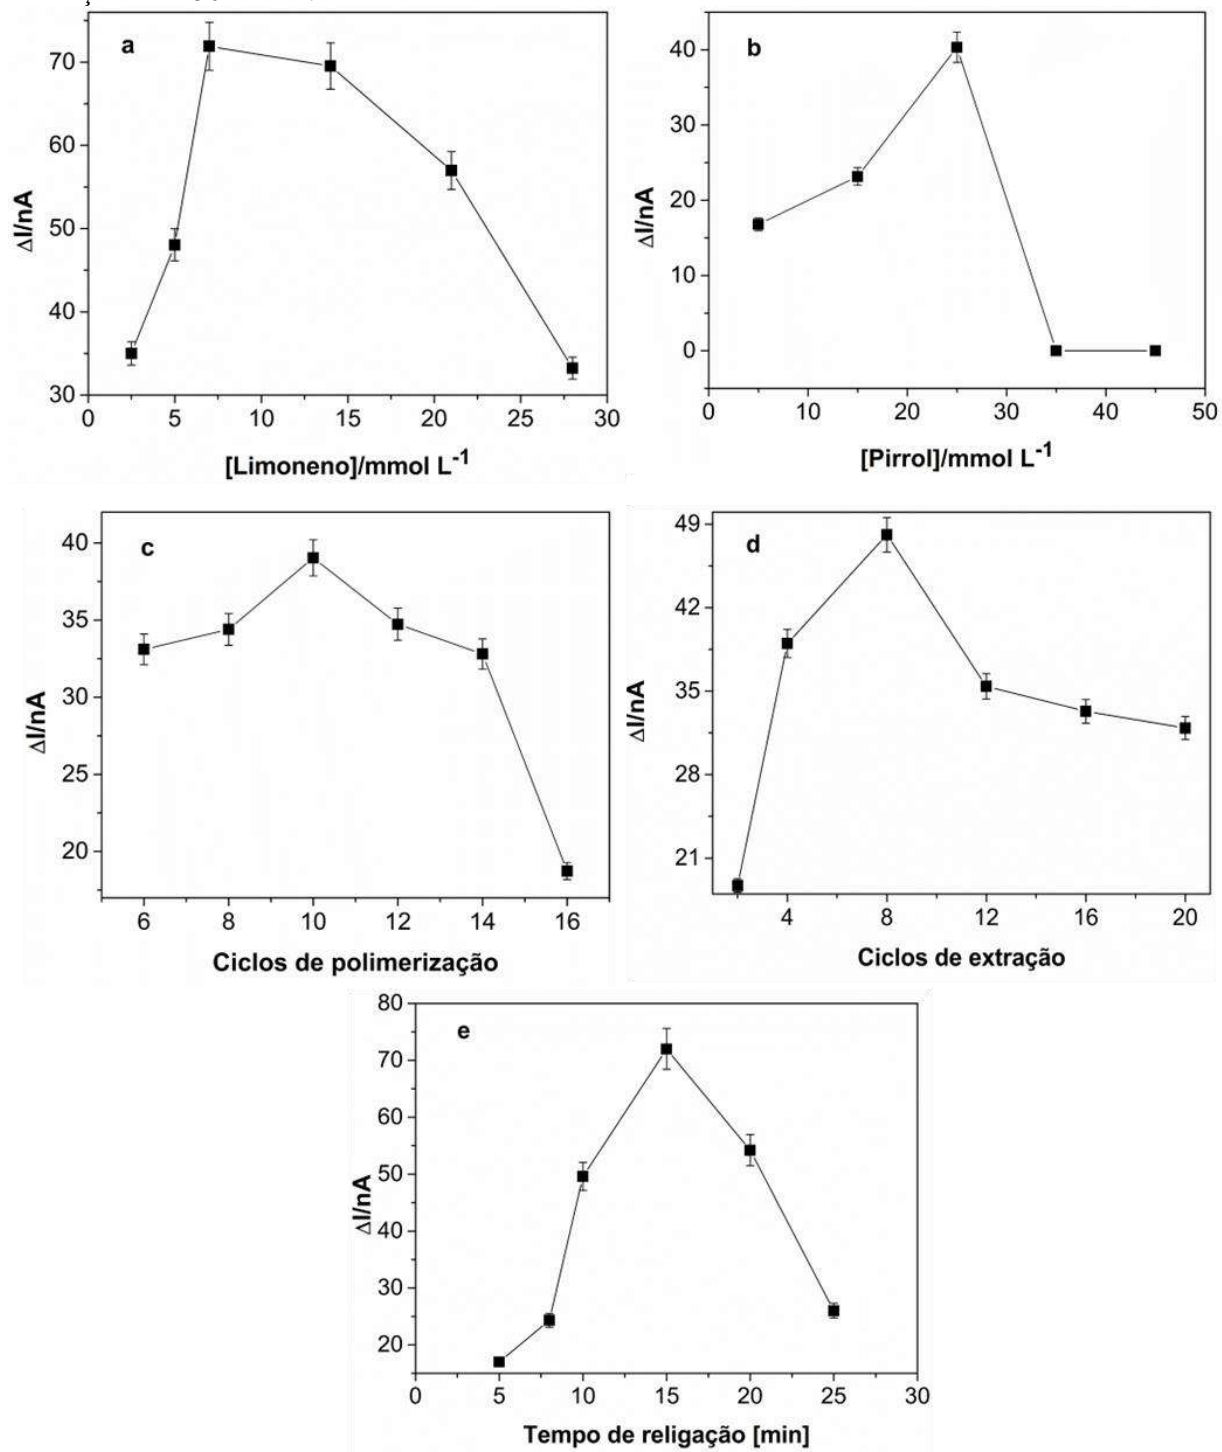 a
70
60
50
40
30
ΔI/nA
0 5 10 15 20 25 30
[Limoneno]/mmol L⁻¹
b
40
30
20
10
0
ΔI/nA
0 10 20 30 40 50
[Pirrol]/mmol L⁻¹
c
40
35
30
25
20
ΔI/nA
6 8 10 12 14 16
Ciclos de polimerização
d
49
42
35
28
21
ΔI/nA
4 8 12 16 20
Ciclos de extração
e
80
70
60
50
40
30
20
ΔI/nA
0 5 10 15 20 25 30
Tempo de religação [min]